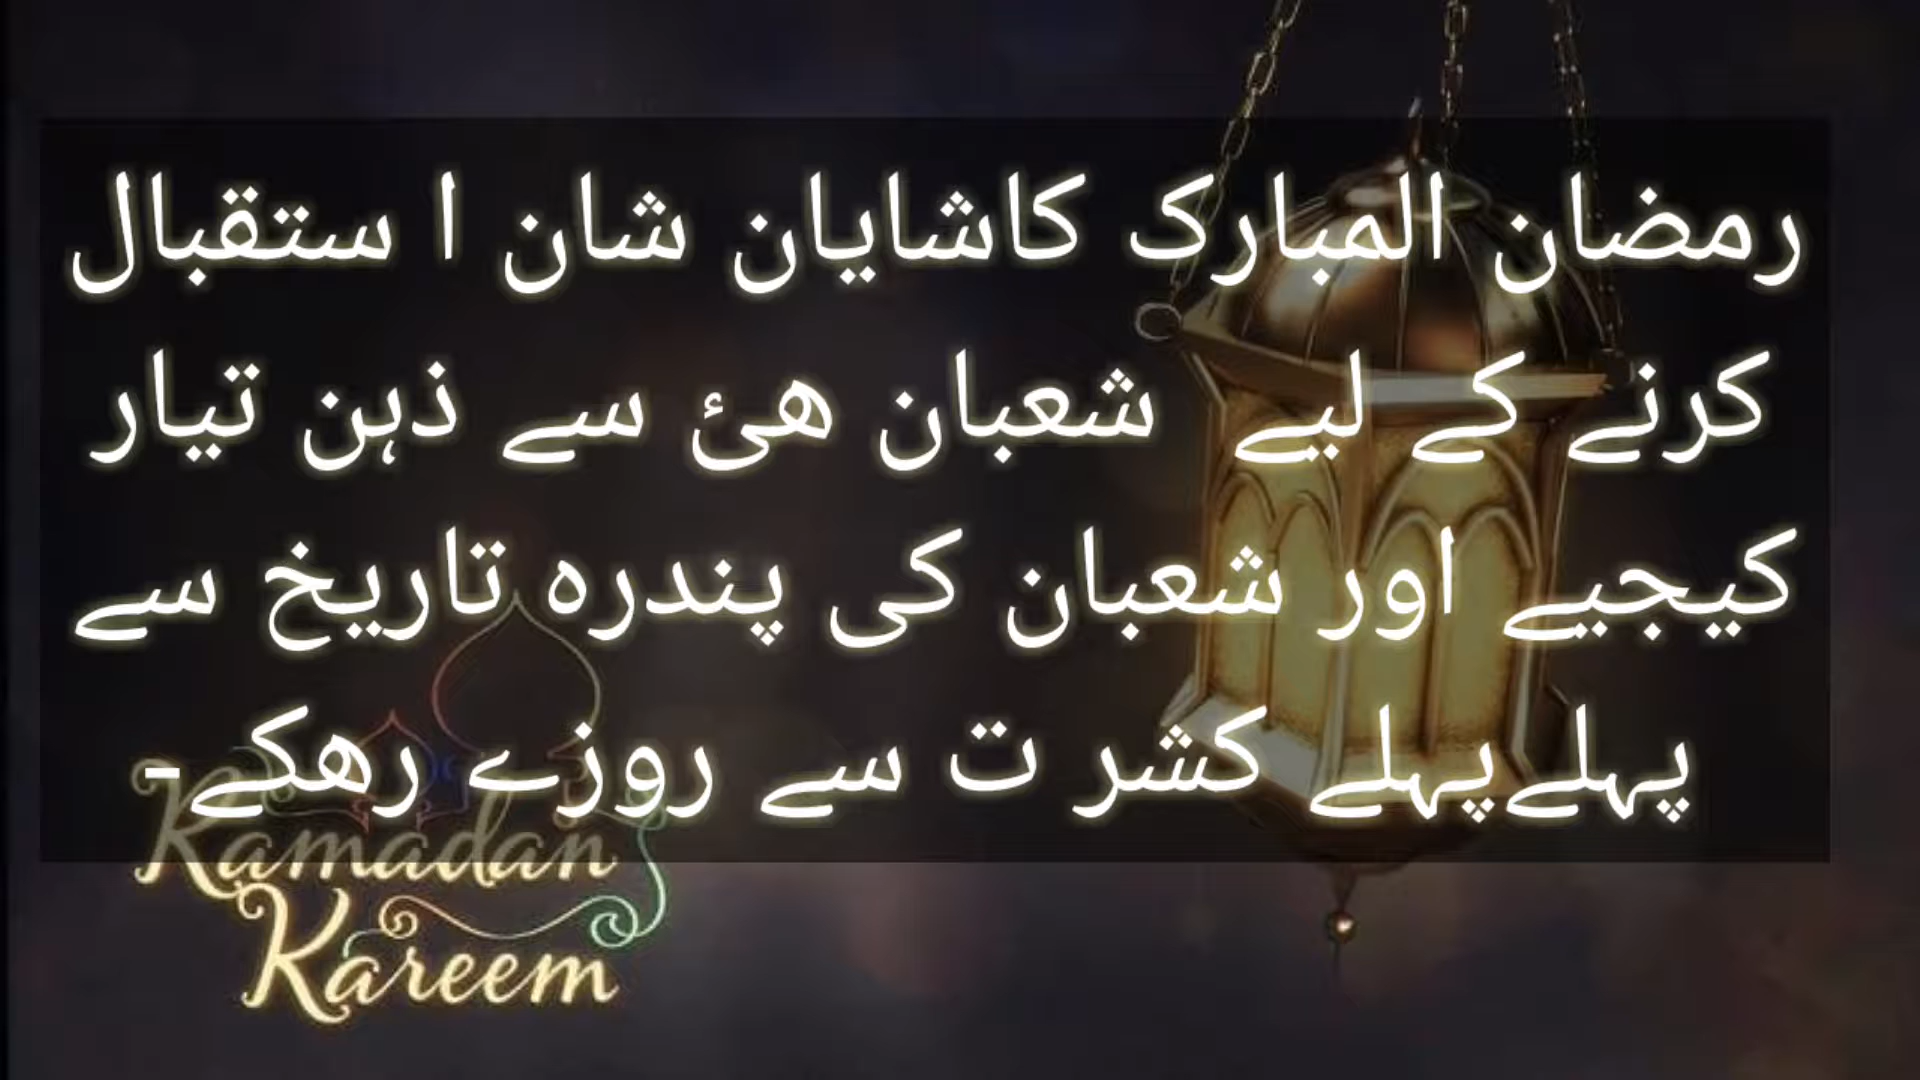 رمضان المبارک کاشایان شان ا ستقبال
کرنے کے لیے شعبان ھئ سے ذہن تیار
کیجیے اور شعبان کی پندرہ تاریخ سے
پہلےپہلے کشر ت سے روزے رھکے-
Ramadan
Kareem